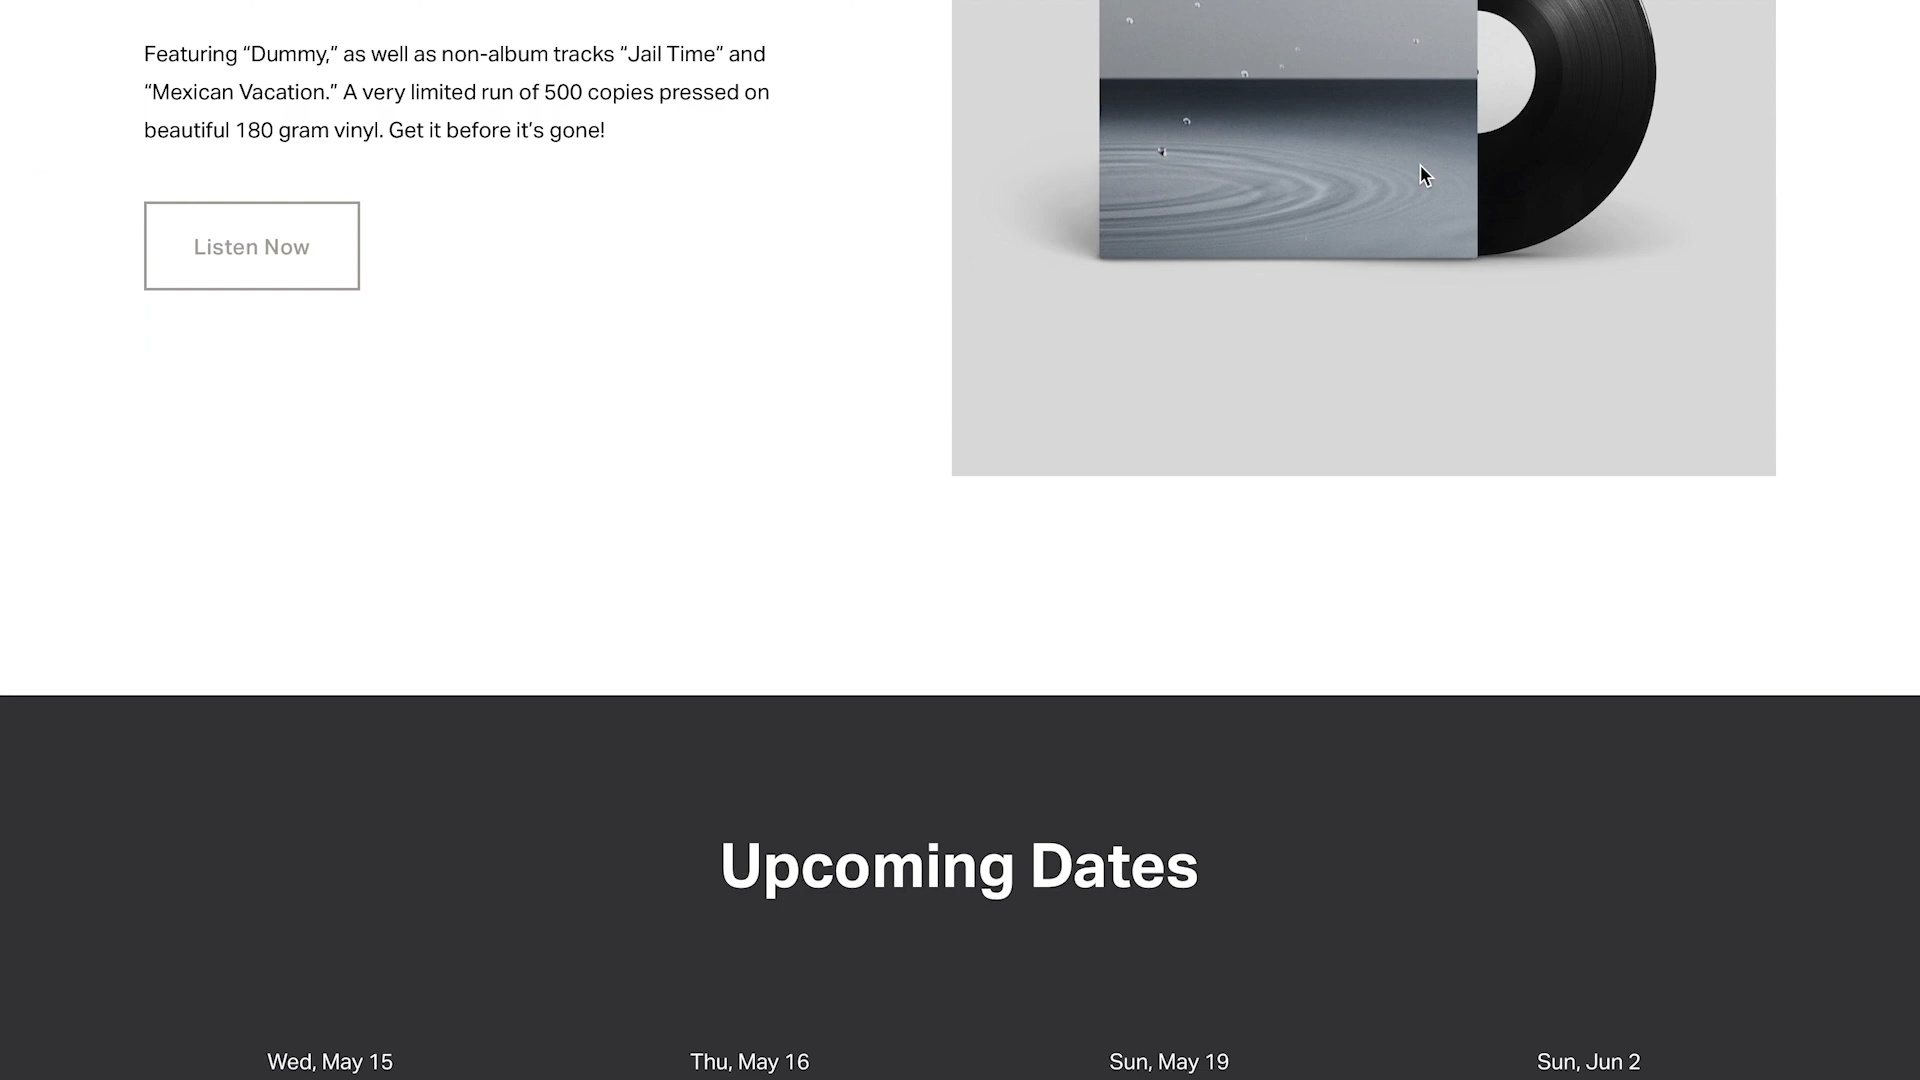 Featuring “Dummy,” as well as non-album tracks “Jail Time” and
“Mexican Vacation.” A very limited run of 500 copies pressed on
beautiful 180 gram vinyl. Get it before it’s gone!
Listen Now
Upcoming Dates
Wed, May 15
Thu, May 16
Sun, May 19
Sun, Jun 2